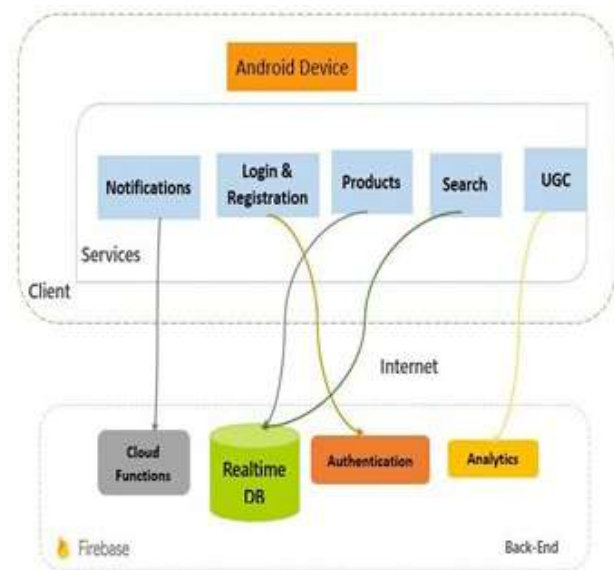 Android Device
Notifications
Login &
Registration
Products
Search
UGC
Services
Client
Internet
Cloud
Functions
Realtime
DB
Authentication
Analytics
Firebase
Back-End